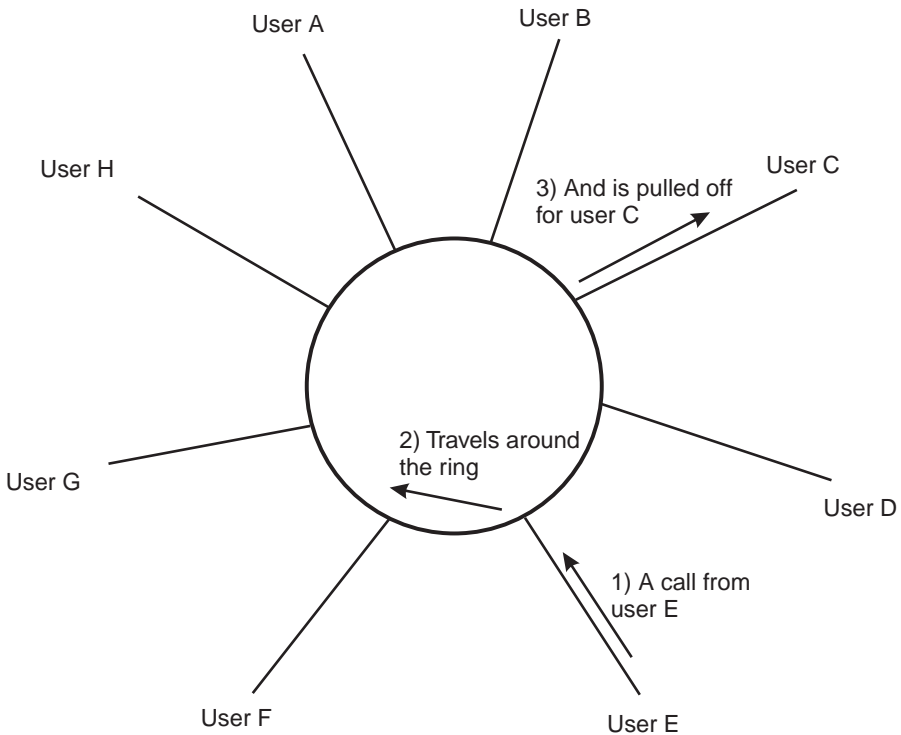 User A
User B
User H
User C
3) And is pulled off
for user C
2) Travels around
the ring
User G
User D
1) A call from
user E
User F
User E